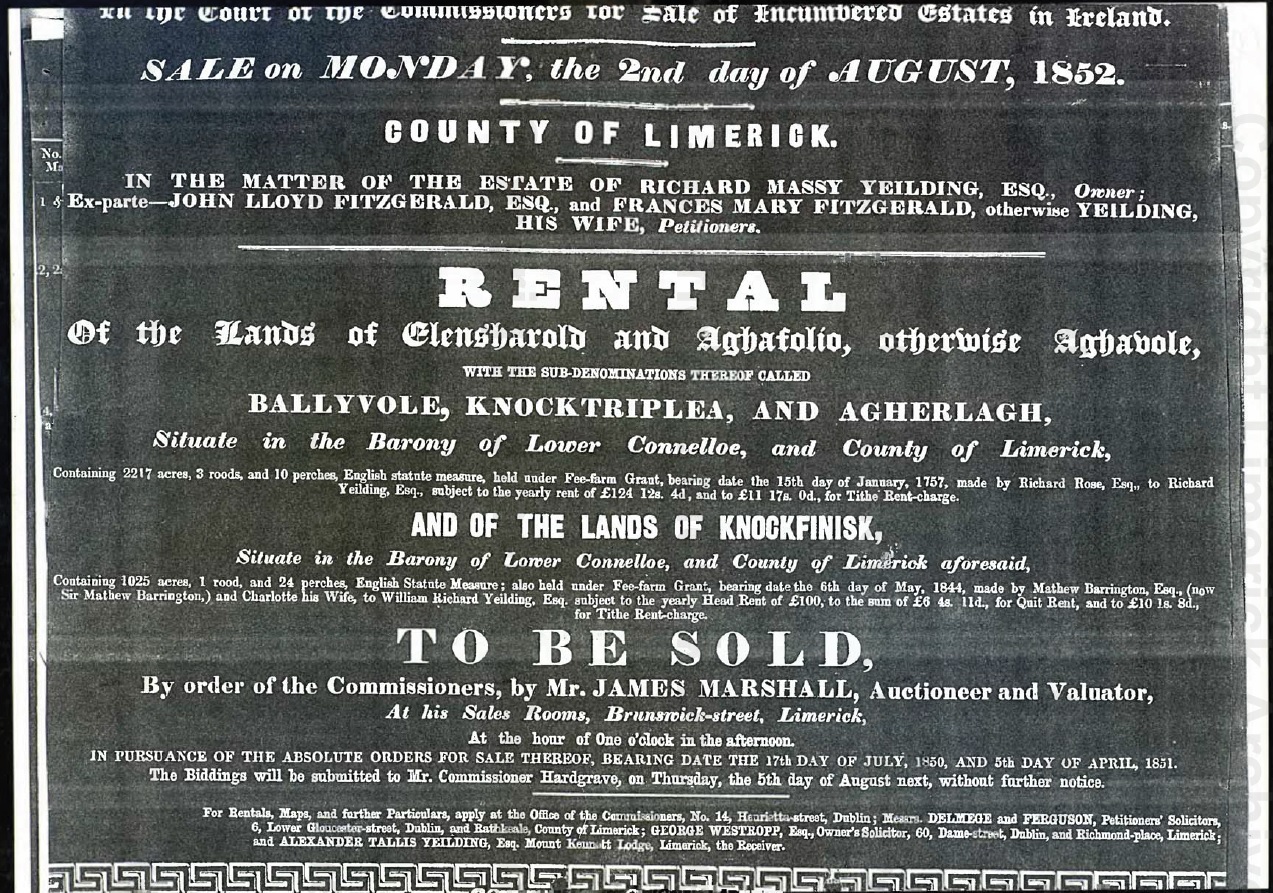 In the Court of the Commissioners for Sale of Incumbered Estates in Ireland.
SALE on MONDAY, the 2nd day of AUGUST, 1852.
COUNTY OF LIMERICK.
No.
IN THE MATTER OF THE ESTATE OF RICHARD MASSY YEILDING, ESQ., Owner;
Ex-parte—JOHN LLOYD FITZGERALD, ESQ., and FRANCES MARY FITZGERALD, otherwise YEILDING,
HIS WIFE, Petitioners.
RENTAL
Of the Lands of Glensharold and Aghafolio, otherwise Aghavole,
WITH THE SUB-DENOMINATIONS THEREOF CALLED
BALLYVOLE, KNOCKTRIPLEA, AND AGHERLAGH,
Situate in the Barony of Lower Connelloe, and County of Limerick,
Containing 2217 acres, 3 roods, and 10 perches, English statute measure, held under Fee-farm Grant, bearing date the 15th day of January, 1757, made by Richard Rose, Esq., to Richard
Yeilding, Esq., subject to the yearly rent of £124 12s. 4d, and to £11 17s. 0d., for Tithe Rent-charge.
AND OF THE LANDS OF KNOCKFINISK,
Situate in the Barony of Lower Connelloe, and County of Limerick aforesaid,
Containing 1025 acres, 1 rood, and 24 perches, English Statute Measure; also held under Fee-farm Grant, bearing date the 6th day of May, 1844, made by Mathew Barrington, Esq., (now
Sir Mathew Barrington,) and Charlotte his Wife, to William Richard Yeilding, Esq. subject to the yearly Head Rent of £100, to the sum of £6 4s. 11d., for Quit Rent, and to £10 1s. 8d.,
for Tithe Rent-charge.
TO BE SOLD,
By order of the Commissioners, by Mr. JAMES MARSHALL, Auctioneer and Valuator,
At his Sales Rooms, Brunswick-street, Limerick,
At the hour of One o'clock in the afternoon.
IN PURSUANCE OF THE ABSOLUTE ORDERS FOR SALE THEREOF, BEARING DATE THE 17th DAY OF JULY, 1850, AND 5th DAY OF APRIL, 1851.
The Biddings will be submitted to Mr. Commissioner Hardgrave, on Thursday, the 5th day of August next, without further notice.
For Rentals, Maps, and further Particulars, apply at the Office of the Commissioners, No. 14, Henrietta-street, Dublin; Messrs. DELMEGE and FERGUSON, Petitioners' Solicitors,
6, Lower Gloucester-street, Dublin, and Rathkeale, County of Limerick; GEORGE WESTROPP, Esq., Owner's Solicitor, 60, Dame-street, Dublin, and Richmond-place, Limerick;
and ALEXANDER TALLIS YEILDING, Esq. Mount Kennett Lodge, Limerick, the Receiver.